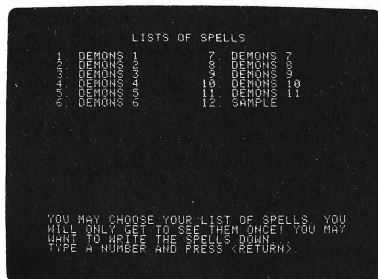 LISTS OF SPELLS
1. DEMONS 1 7. DEMONS 7
2. DEMONS 2 8. DEMONS 8
3. DEMONS 3 9. DEMONS 9
4. DEMONS 4 10. DEMONS 10
5. DEMONS 5 11. DEMONS 11
6. DEMONS 6 12. SAMPLE
YOU MAY CHOOSE YOUR LIST OF SPELLS. YOU
WILL ONLY GET TO SEE THEM ONCE! YOU MAY
WANT TO WRITE THE SPELLS DOWN...
TYPE A NUMBER AND PRESS <RETURN>.